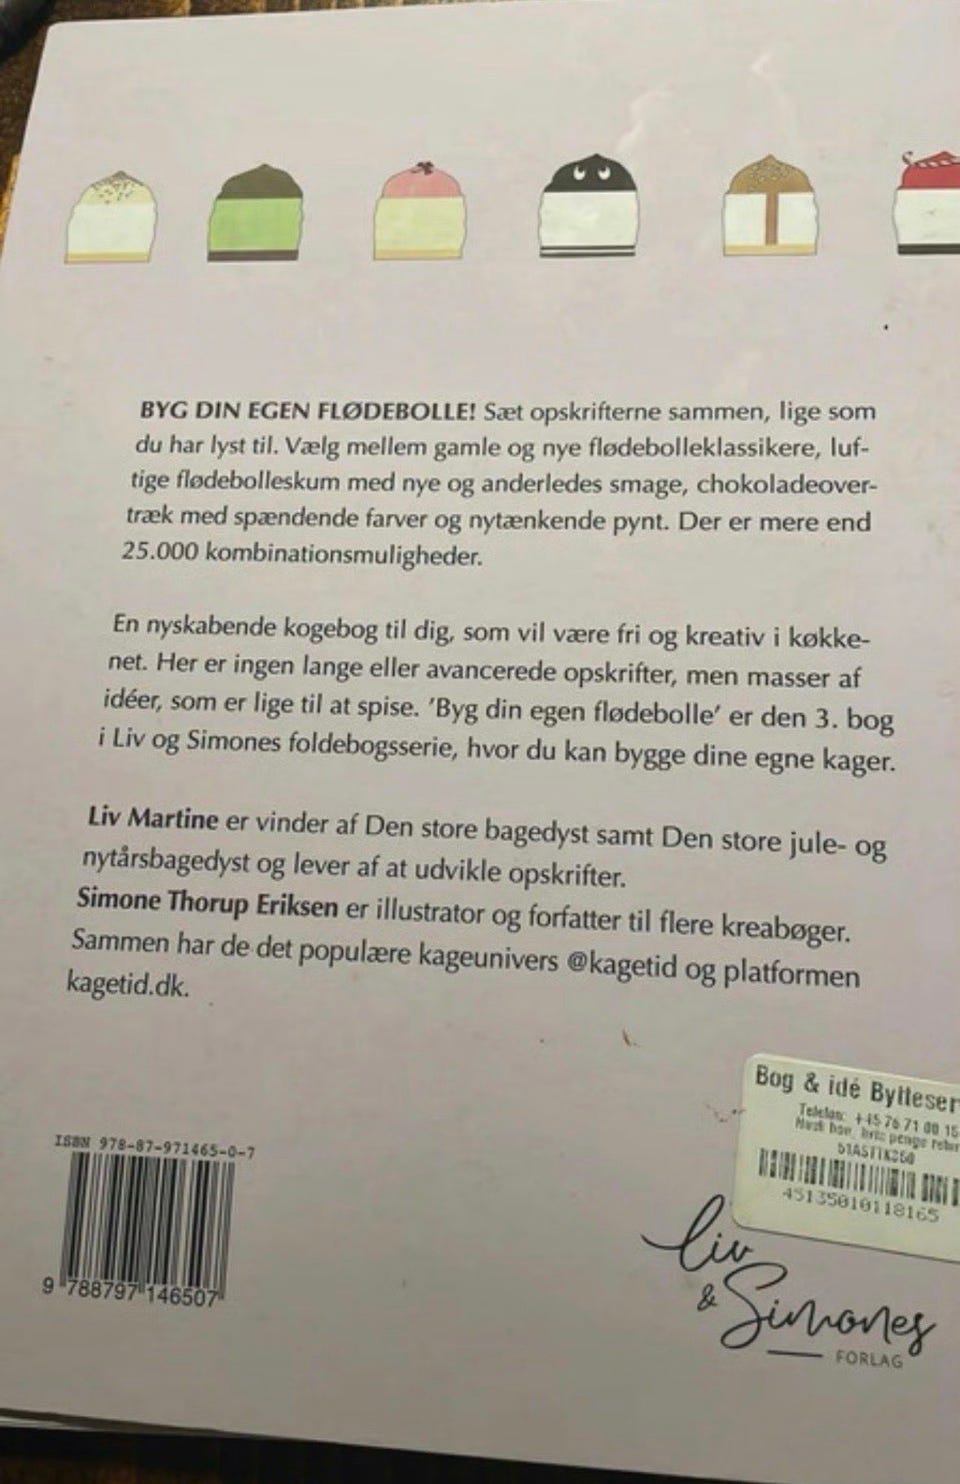 BYG DIN EGEN FLØDEBOLLE! Sæt opskrifterne sammen, lige som
du har lyst til. Vælg mellem gamle og nye flødebolleklassikere, luf-
tige flødebolleskum med nye og anderledes smage, chokoladeover-
træk med spændende farver og nytænkende pynt. Der er mere end
25.000 kombinationsmuligheder.
En nyskabende kogebog til dig, som vil være fri og kreativ i køkke-
net. Her er ingen lange eller avancerede opskrifter, men masser af
idéer, som er lige til at spise. 'Byg din egen flødebolle' er den 3. bog
i Liv og Simones foldebogsserie, hvor du kan bygge dine egne kager.
Liv Martine er vinder af Den store bagedyst samt Den store jule- og
nytårsbagedyst og lever af at udvikle opskrifter.
Simone Thorup Eriksen er illustrator og forfatter til flere kreabøger.
Sammen har de det populære kageunivers @kagetid og platformen
kagetid.dk.
Bog & idé Bytteser
Telefon: +45 76 71 00 15
penge
45135010118165
ISBN 978-87-971465-0-7
9 788797 146507
liv
& Simones
FORLAG